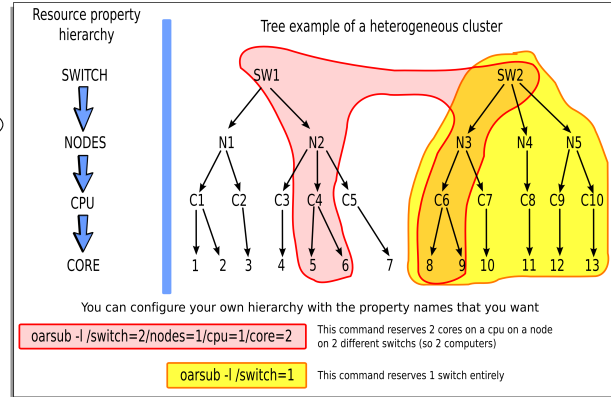 Resource property
hierarchy
Tree example of a heterogeneous cluster
SWITCH
SW1
SW2
NODES
N1
N2
N3
N4
N5
CPU
C1
C2
C3
C4
C5
C6
C7
C8
C9
C10
CORE
1
2
3
4
5
6
7
8
9
10
11
12
13
You can configure your own hierarchy with the property names that you want
oarsub -l /switch=2/nodes=1/cpu=1/core=2
This command reserves 2 cores on a cpu on a node
on 2 different switchs (so 2 computers)
oarsub -l /switch=1
This command reserves 1 switch entirely